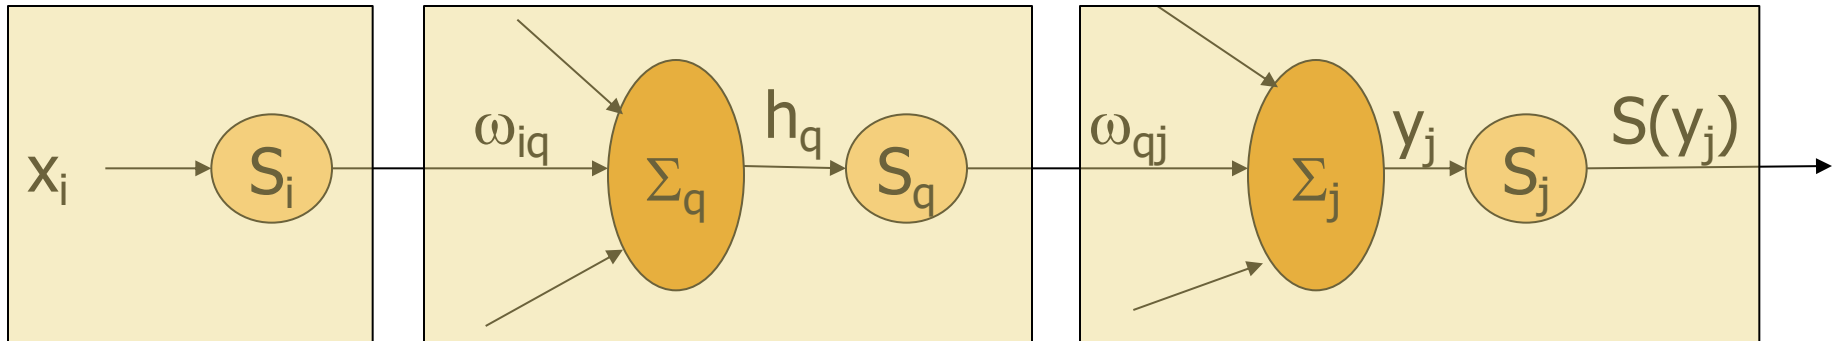 xᵢ
Sᵢ
ωᵢq
Σq
hq
Sq
ωqj
Σj
yj
Sj
S(yj)